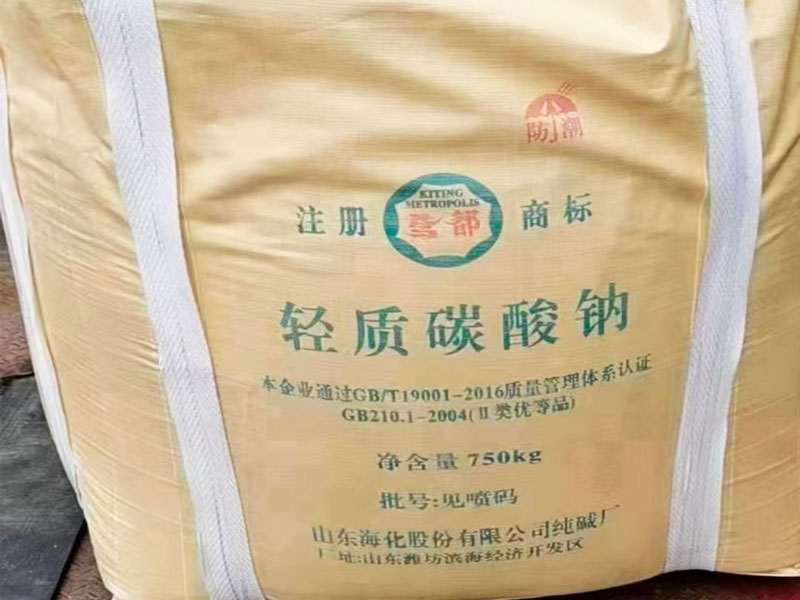 防潮
注册
KITING
METROPOLIS
鸢都
商标
轻质碳酸钠
本企业通过GB/T19001-2016质量管理体系认证
GB210.1-2004(Ⅱ类优等品)
净含量 750kg
批号:见喷码
山东海化股份有限公司纯碱厂
厂址:山东潍坊滨海经济开发区